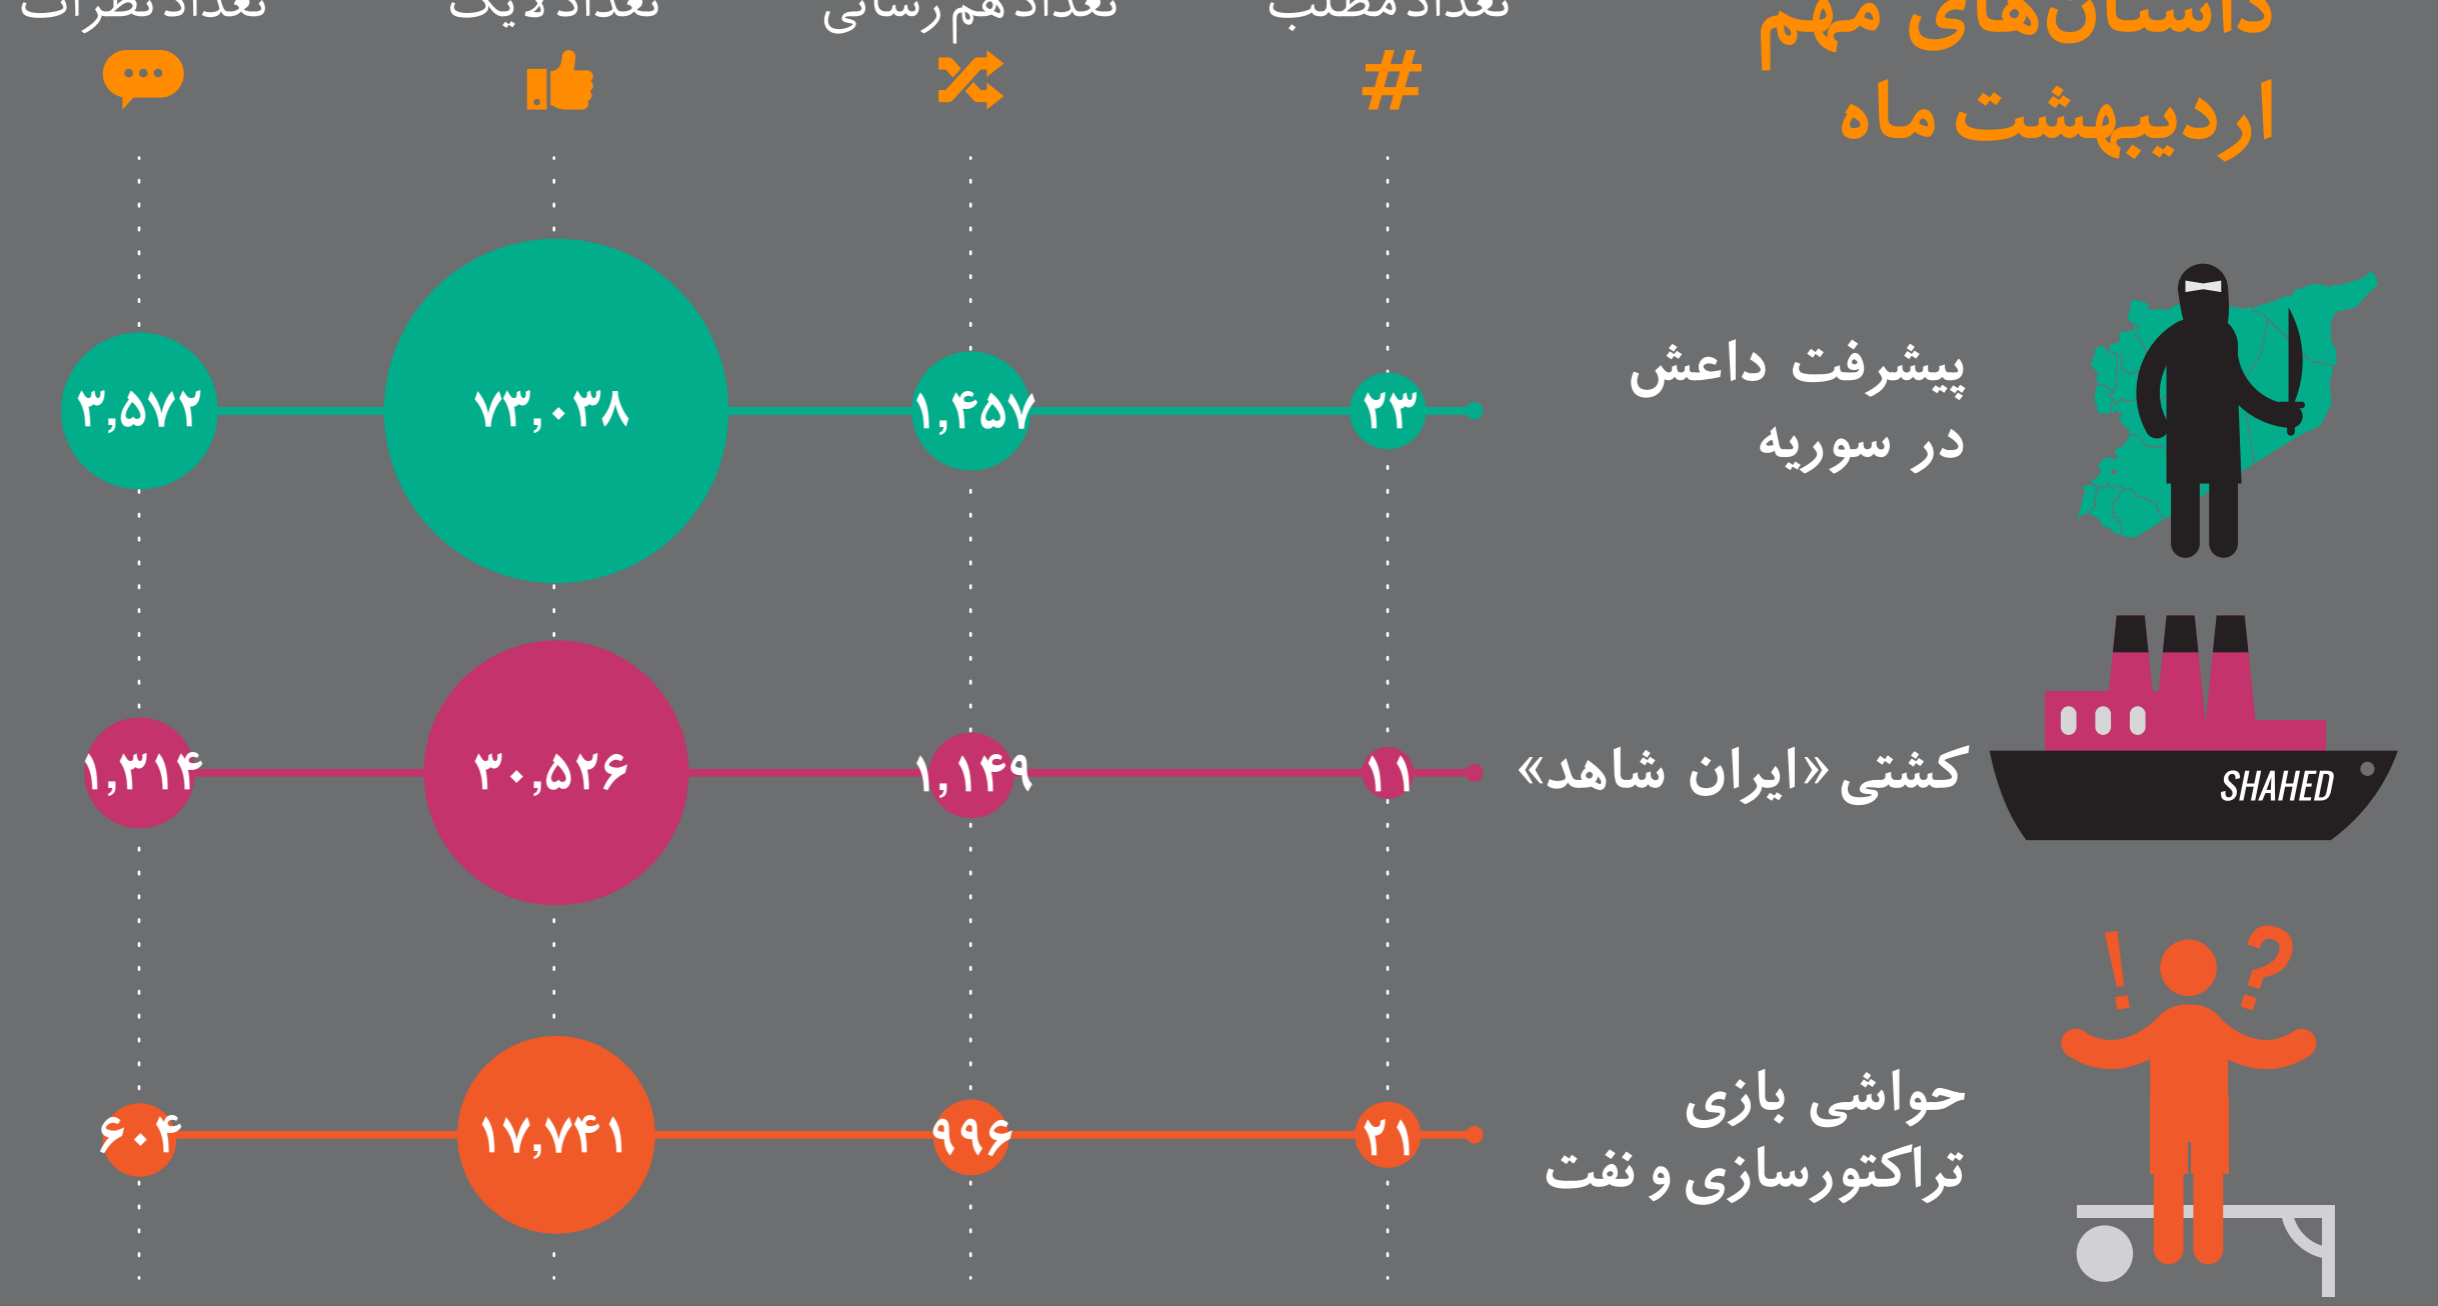 داستان‌های مهم
اردیبهشت ماه
تعداد مطلب
تعداد هم‌رسانی
تعداد لایک
تعداد نظرات
#
پیشرفت داعش
در سوریه
۲۳
۱,۴۵۷
۷۳,۰۳۸
۳,۵۷۲
SHAHED
کشتی «ایران شاهد»
۱۱
۱,۱۴۹
۳۰,۵۲۶
۱,۳۱۴
! ?
حواشی بازی
تراکتورسازی و نفت
۲۱
۹۹۶
۱۷,۷۴۱
۶۰۴